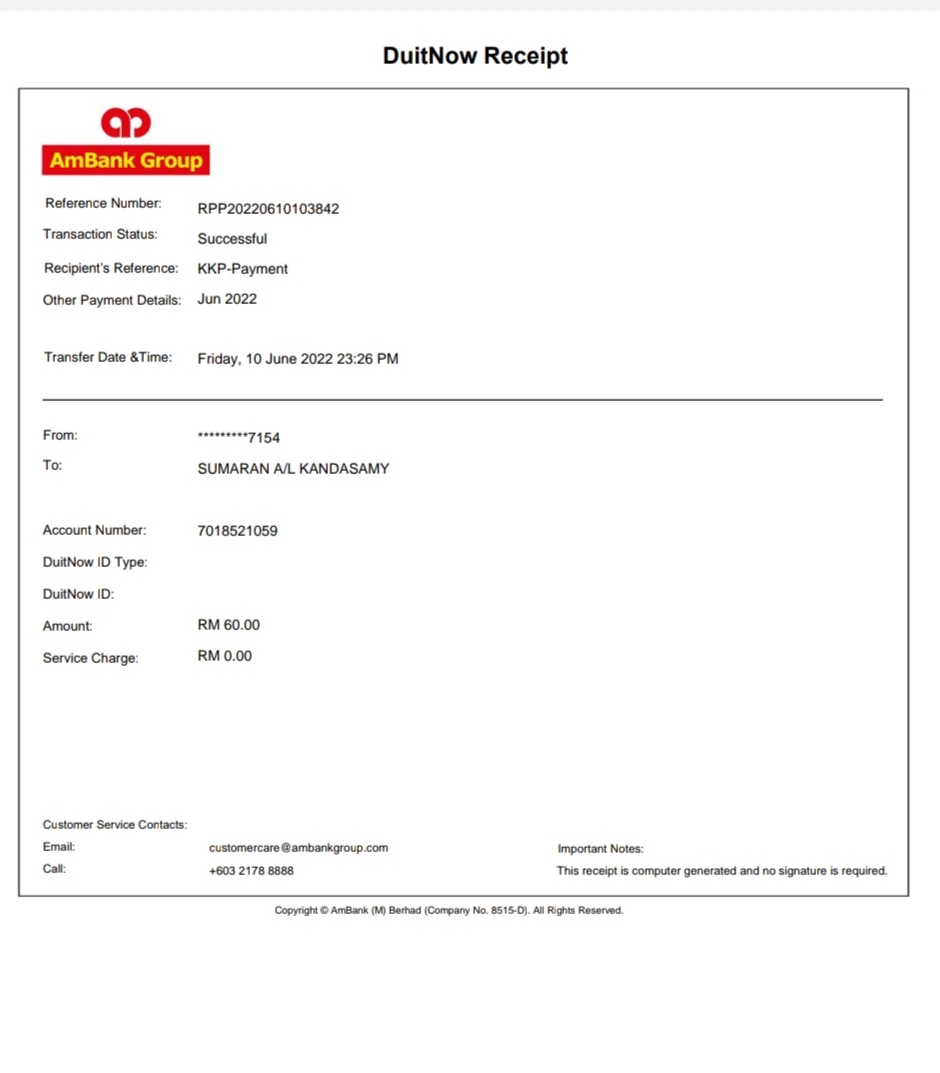 DuitNow Receipt
AmBank Group
Reference Number: RPP20220610103842
Transaction Status: Successful
Recipient's Reference: KKP-Payment
Other Payment Details: Jun 2022
Transfer Date &Time: Friday, 10 June 2022 23:26 PM
From: *********7154
To: SUMARAN A/L KANDASAMY
Account Number: 7018521059
DuitNow ID Type:
DuitNow ID:
Amount: RM 60.00
Service Charge: RM 0.00
Customer Service Contacts:
Email: customercare@ambankgroup.com
Call: +603 2178 8888
Important Notes:
This receipt is computer generated and no signature is required.
Copyright © AmBank (M) Berhad (Company No. 8515-D). All Rights Reserved.